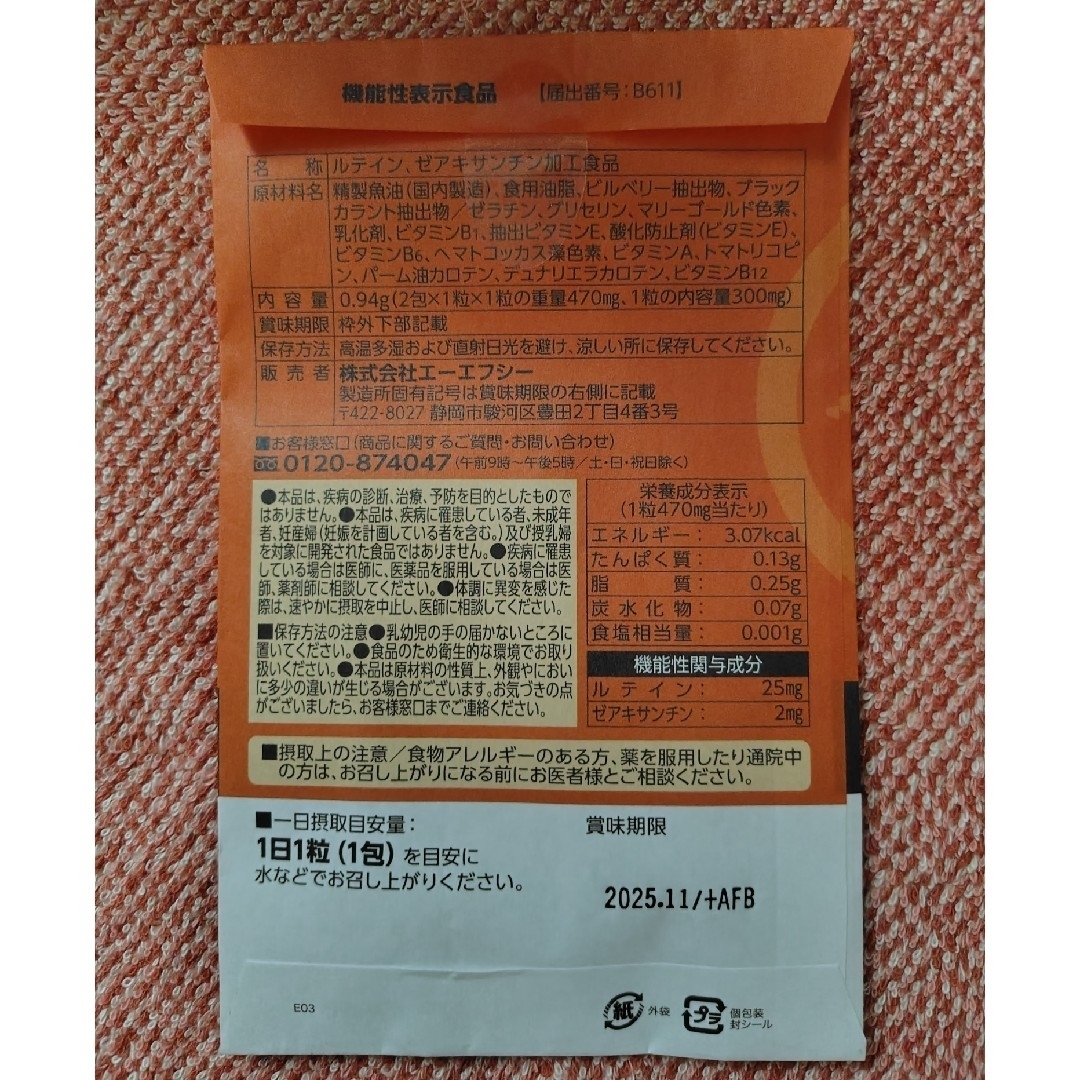 機能性表示食品 【届出番号:B611】
名称 ルテイン、ゼアキサンチン加工食品
原材料名 精製魚油(国内製造)、食用油脂、ビルベリー抽出物、ブラック
カラント抽出物/ゼラチン、グリセリン、マリーゴールド色素、
乳化剤、ビタミンB1、抽出ビタミンE、酸化防止剤(ビタミンE)、
ビタミンB6、ヘマトコッカス藻色素、ビタミンA、トマトリコピ
ン、パーム油カロテン、デュナリエラカロテン、ビタミンB12
内容量 0.94g(2包×1粒×1粒の重量470mg、1粒の内容量300mg)
賞味期限 枠外下部記載
保存方法 高温多湿および直射日光を避け、涼しい所に保存してください。
販売者 株式会社エーエフシー
製造所固有記号は賞味期限の右側に記載
〒422-8027 静岡市駿河区豊田2丁目4番3号
■お客様窓口(商品に関するご質問・お問い合わせ)
0120-874047(午前9時〜午後5時/土・日・祝日除く)
●本品は、疾病の診断、治療、予防を目的としたもので
はありません。●本品は、疾病に罹患している者、未成年
者、妊産婦(妊娠を計画している者を含む。)及び授乳婦
を対象に開発された食品ではありません。●疾病に罹患
している場合は医師に、医薬品を服用している場合は医
師、薬剤師に相談してください。●体調に異変を感じた
際は、速やかに摂取を中止し、医師に相談してください。
■保存方法の注意●乳幼児の手の届かないところに
置いてください。●食品のため衛生的な環境でお取り
扱いください。●本品は原材料の性質上、外観やにおい
に多少の違いが生じる場合がございます。お気づきの点
がございましたら、お客様窓口までご連絡ください。
栄養成分表示
(1粒470mg当たり)
エネルギー: 3.07kcal
たんぱく質: 0.13g
脂質: 0.25g
炭水化物: 0.07g
食塩相当量: 0.001g
機能性関与成分
ルテイン: 25mg
ゼアキサンチン: 2mg
■摂取上の注意/食物アレルギーのある方、薬を服用したり通院中
の方は、お召し上がりになる前にお医者様とご相談ください。
■一日摂取目安量:
1日1粒(1包)を目安に
水などでお召し上がりください。
賞味期限
2025.11/+AFB
E03
紙 外袋
プラ 個包装
封シール